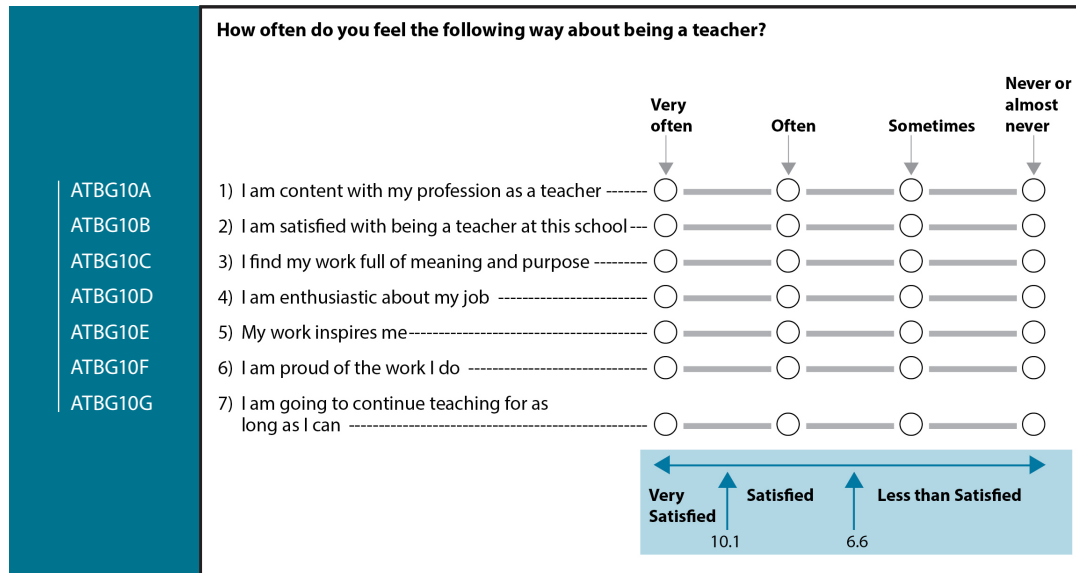 How often do you feel the following way about being a teacher?
Never or
Very almost
often Often Sometimes never
ATBG10A 1) I am content with my profession as a teacher -------
ATBG10B 2) I am satisfied with being a teacher at this school ---
ATBG10C 3) I find my work full of meaning and purpose ---------
ATBG10D 4) I am enthusiastic about my job -------------------------
ATBG10E 5) My work inspires me ----------------------------------------
ATBG10F 6) I am proud of the work I do ------------------------------
ATBG10G 7) I am going to continue teaching for as
long as I can --------------------------------------------------
Very Satisfied Less than Satisfied
Satisfied
10.1 6.6